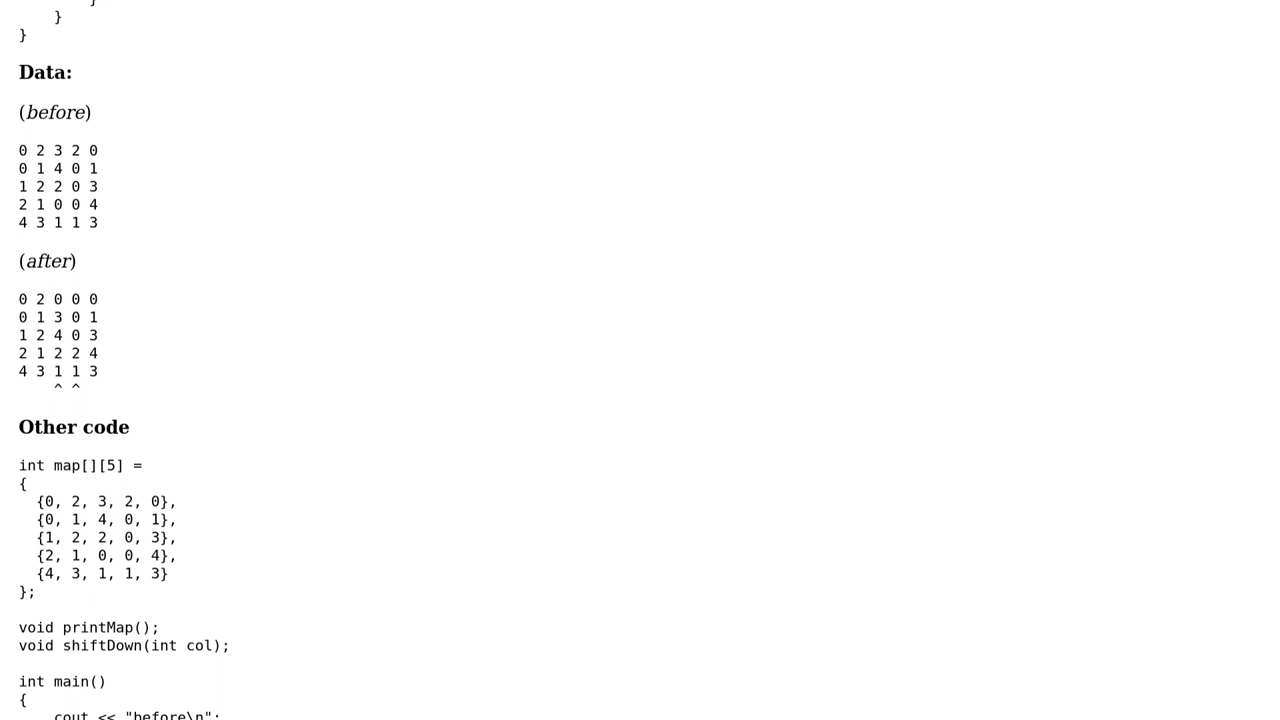 }
}
}
Data:
(before)
0 2 3 2 0
0 1 4 0 1
1 2 2 0 3
2 1 0 0 4
4 3 1 1 3
(after)
0 2 0 0 0
0 1 3 0 1
1 2 4 0 3
2 1 2 2 4
4 3 1 1 3
    ^ ^
Other code
int map[][5] =
{
  {0, 2, 3, 2, 0},
  {0, 1, 4, 0, 1},
  {1, 2, 2, 0, 3},
  {2, 1, 0, 0, 4},
  {4, 3, 1, 1, 3}
};
void printMap();
void shiftDown(int col);
int main()
{
    cout << "before\n";